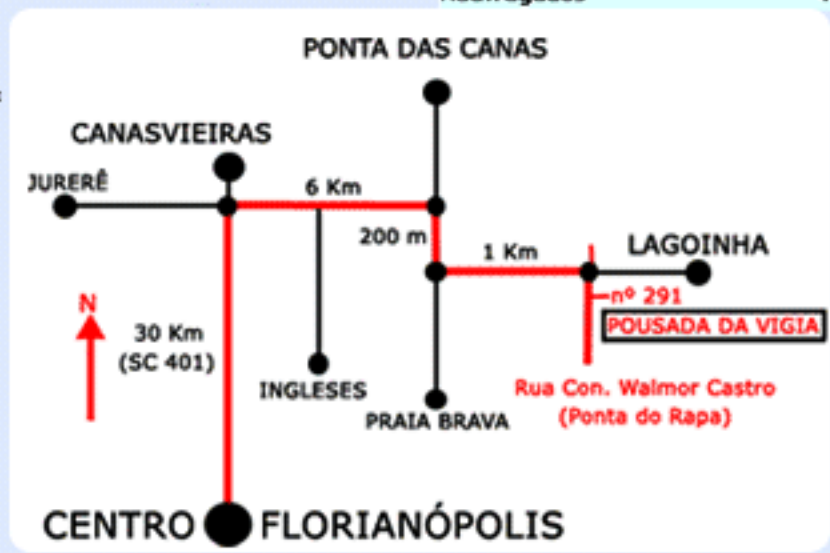 PONTA DAS CANAS
CANASVIEIRAS
JURERÊ
6 Km
200 m
1 Km
LAGOINHA
N
nº 291
30 Km
(SC 401)
POUSADA DA VIGIA
INGLESES
PRAIA BRAVA
Rua Con. Walmor Castro
(Ponta do Rapa)
CENTRO FLORIANÓPOLIS